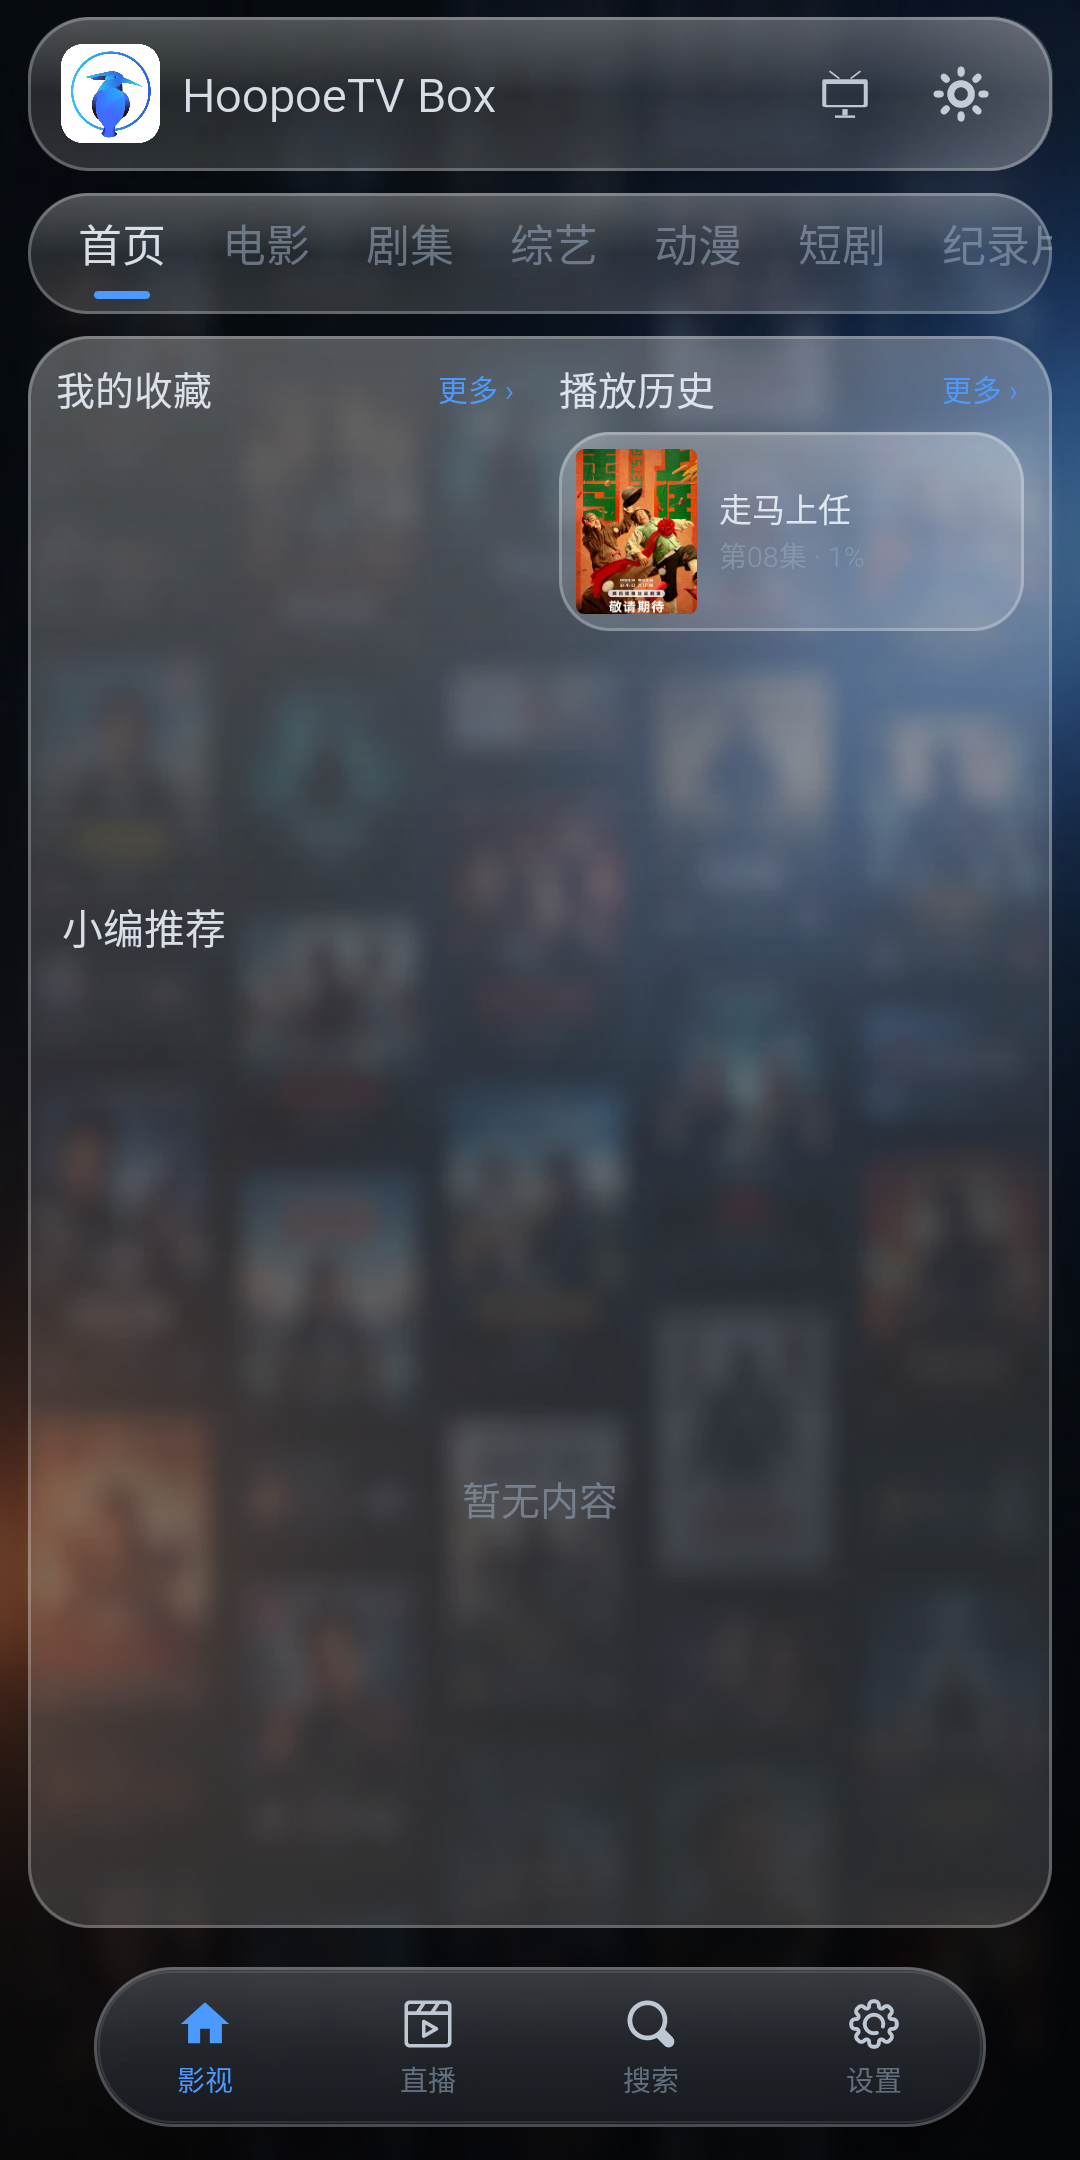 HoopoeTV Box
首页 电影 剧集 综艺 动漫 短剧 纪录片
我的收藏 更多 ›
播放历史 更多 ›
走马上任
第08集 · 1%
敬请期待
小编推荐
暂无内容
影视 直播 搜索 设置